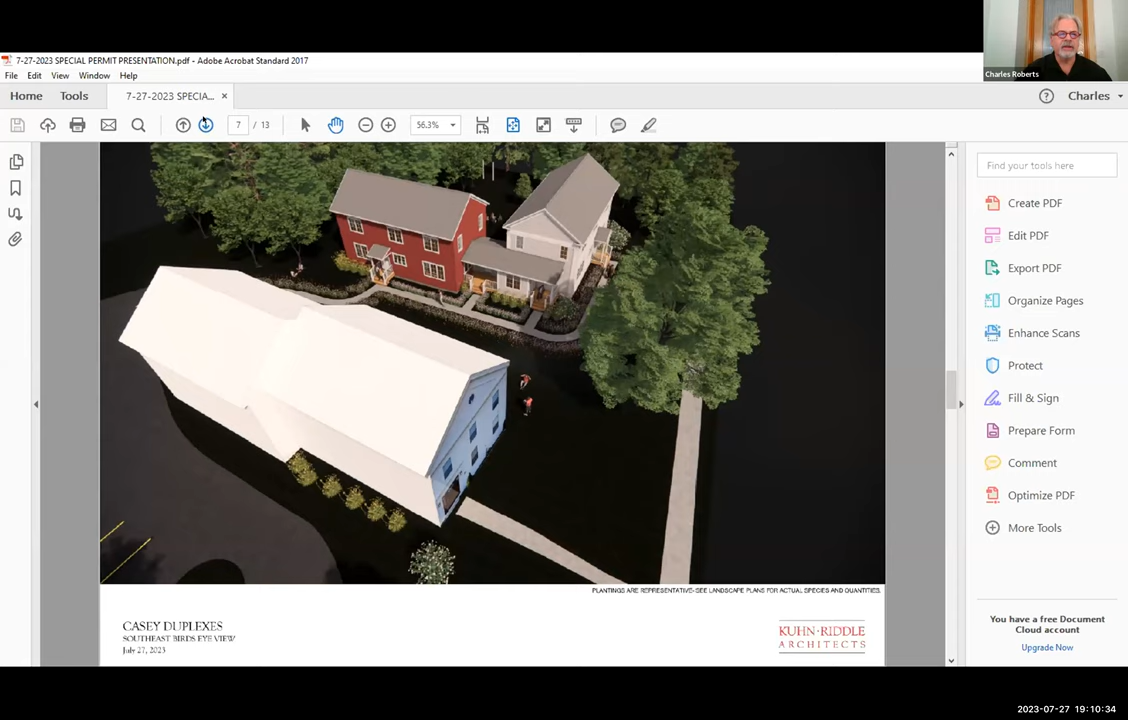 7-27-2023 SPECIAL PERMIT PRESENTATION.pdf - Adobe Acrobat Standard 2017
Charles Roberts
File Edit View Window Help
Home Tools 7-27-2023 SPECIA... × Charles
7 / 13 56.3%
Find your tools here
Create PDF
Edit PDF
Export PDF
Organize Pages
Enhance Scans
Protect
Fill & Sign
Prepare Form
Comment
Optimize PDF
More Tools
PLANTINGS ARE REPRESENTATIVE-SEE LANDSCAPE PLANS FOR ACTUAL SPECIES AND QUANTITIES.
CASEY DUPLEXES
SOUTHEAST BIRDS EYE VIEW
July 27, 2023
KUHN·RIDDLE
ARCHITECTS
You have a free Document
Cloud account
Upgrade Now
2023-07-27 19:10:34